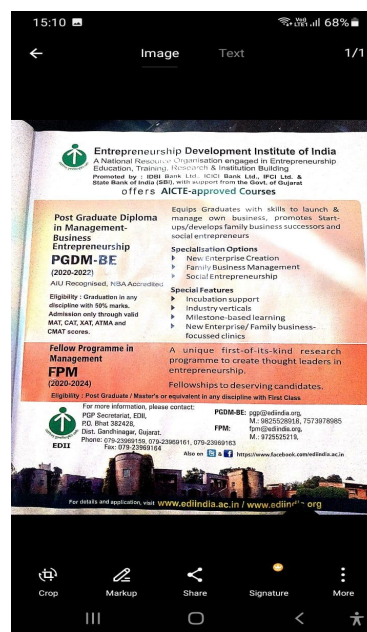 15:10
Vo))
LTE1
68%
Image
Text
1/1
Entrepreneurship Development Institute of India
A National Resource Organisation engaged in Entrepreneurship
Education, Training, Research & Institution Building
Promoted by : IDBI Bank Ltd., ICICI Bank Ltd., IFCI Ltd. &
State Bank of India (SBI), with support from the Govt. of Gujarat
offers AICTE-approved Courses
Post Graduate Diploma
in Management-
Business
Entrepreneurship
PGDM-BE
(2020-2022)
AIU Recognised, NBA Accredited
Eligibility : Graduation in any
discipline with 50% marks.
Admission only through valid
MAT, CAT, XAT, ATMA and
CMAT scores.
Equips Graduates with skills to launch &
manage own business, promotes Start-
ups/develops family business successors and
social entrepreneurs
Specialisation Options
New Enterprise Creation
Family Business Management
Social Entrepreneurship
Special Features
Incubation support
Industry verticals
Milestone-based learning
New Enterprise/ Family business-
focussed clinics
Fellow Programme in
Management
FPM
(2020-2024)
A unique first-of-its-kind research
programme to create thought leaders in
entrepreneurship.
Fellowships to deserving candidates.
Eligibility : Post Graduate / Master's or equivalent in any discipline with First Class
EDII
For more information, please contact:
PGP Secretariat, EDII,
P.O. Bhat 382428,
Dist. Gandhinagar, Gujarat.
Phone: 079-23969159, 079-23969161, 079-23969163
Fax: 079-23969164
PGDM-BE: pgp@ediindia.org,
M.: 9825528918, 7573978985
FPM: fpm@ediindia.org,
M.: 9725525219,
Also on & https://www.facebook.com/ediindia.ac.in
For details and application, visit www.ediindia.ac.in / www.ediindia.org
Crop
Markup
Share
Signature
More